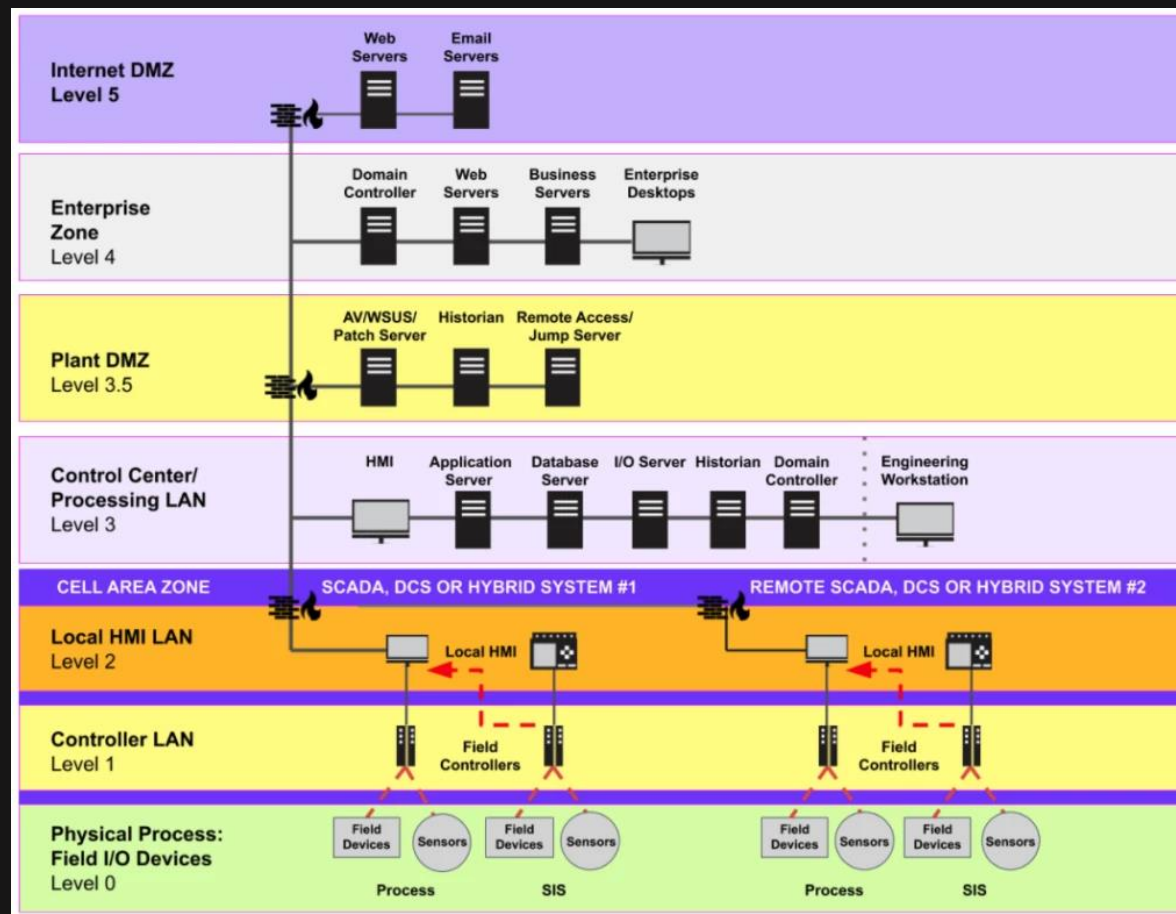 Internet DMZ
Level 5
Web
Servers
Email
Servers
Enterprise
Zone
Level 4
Domain
Controller
Web
Servers
Business
Servers
Enterprise
Desktops
Plant DMZ
Level 3.5
AV/WSUS/
Patch Server
Historian
Remote Access/
Jump Server
Control Center/
Processing LAN
Level 3
HMI
Application
Server
Database
Server
I/O Server
Historian
Domain
Controller
Engineering
Workstation
CELL AREA ZONE
SCADA, DCS OR HYBRID SYSTEM #1
REMOTE SCADA, DCS OR HYBRID SYSTEM #2
Local HMI LAN
Level 2
Local HMI
Local HMI
Controller LAN
Level 1
Field
Controllers
Field
Controllers
Physical Process:
Field I/O Devices
Level 0
Field
Devices
Sensors
Field
Devices
Sensors
Field
Devices
Sensors
Field
Devices
Sensors
Process
SIS
Process
SIS